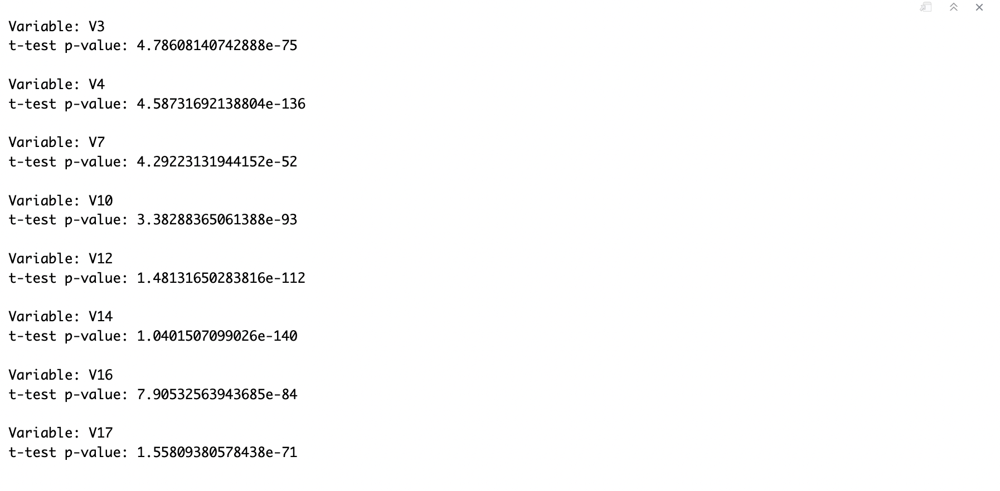 Variable: V3
t-test p-value: 4.78608140742888e-75
Variable: V4
t-test p-value: 4.58731692138804e-136
Variable: V7
t-test p-value: 4.29223131944152e-52
Variable: V10
t-test p-value: 3.38288365061388e-93
Variable: V12
t-test p-value: 1.48131650283816e-112
Variable: V14
t-test p-value: 1.0401507099026e-140
Variable: V16
t-test p-value: 7.90532563943685e-84
Variable: V17
t-test p-value: 1.55809380578438e-71